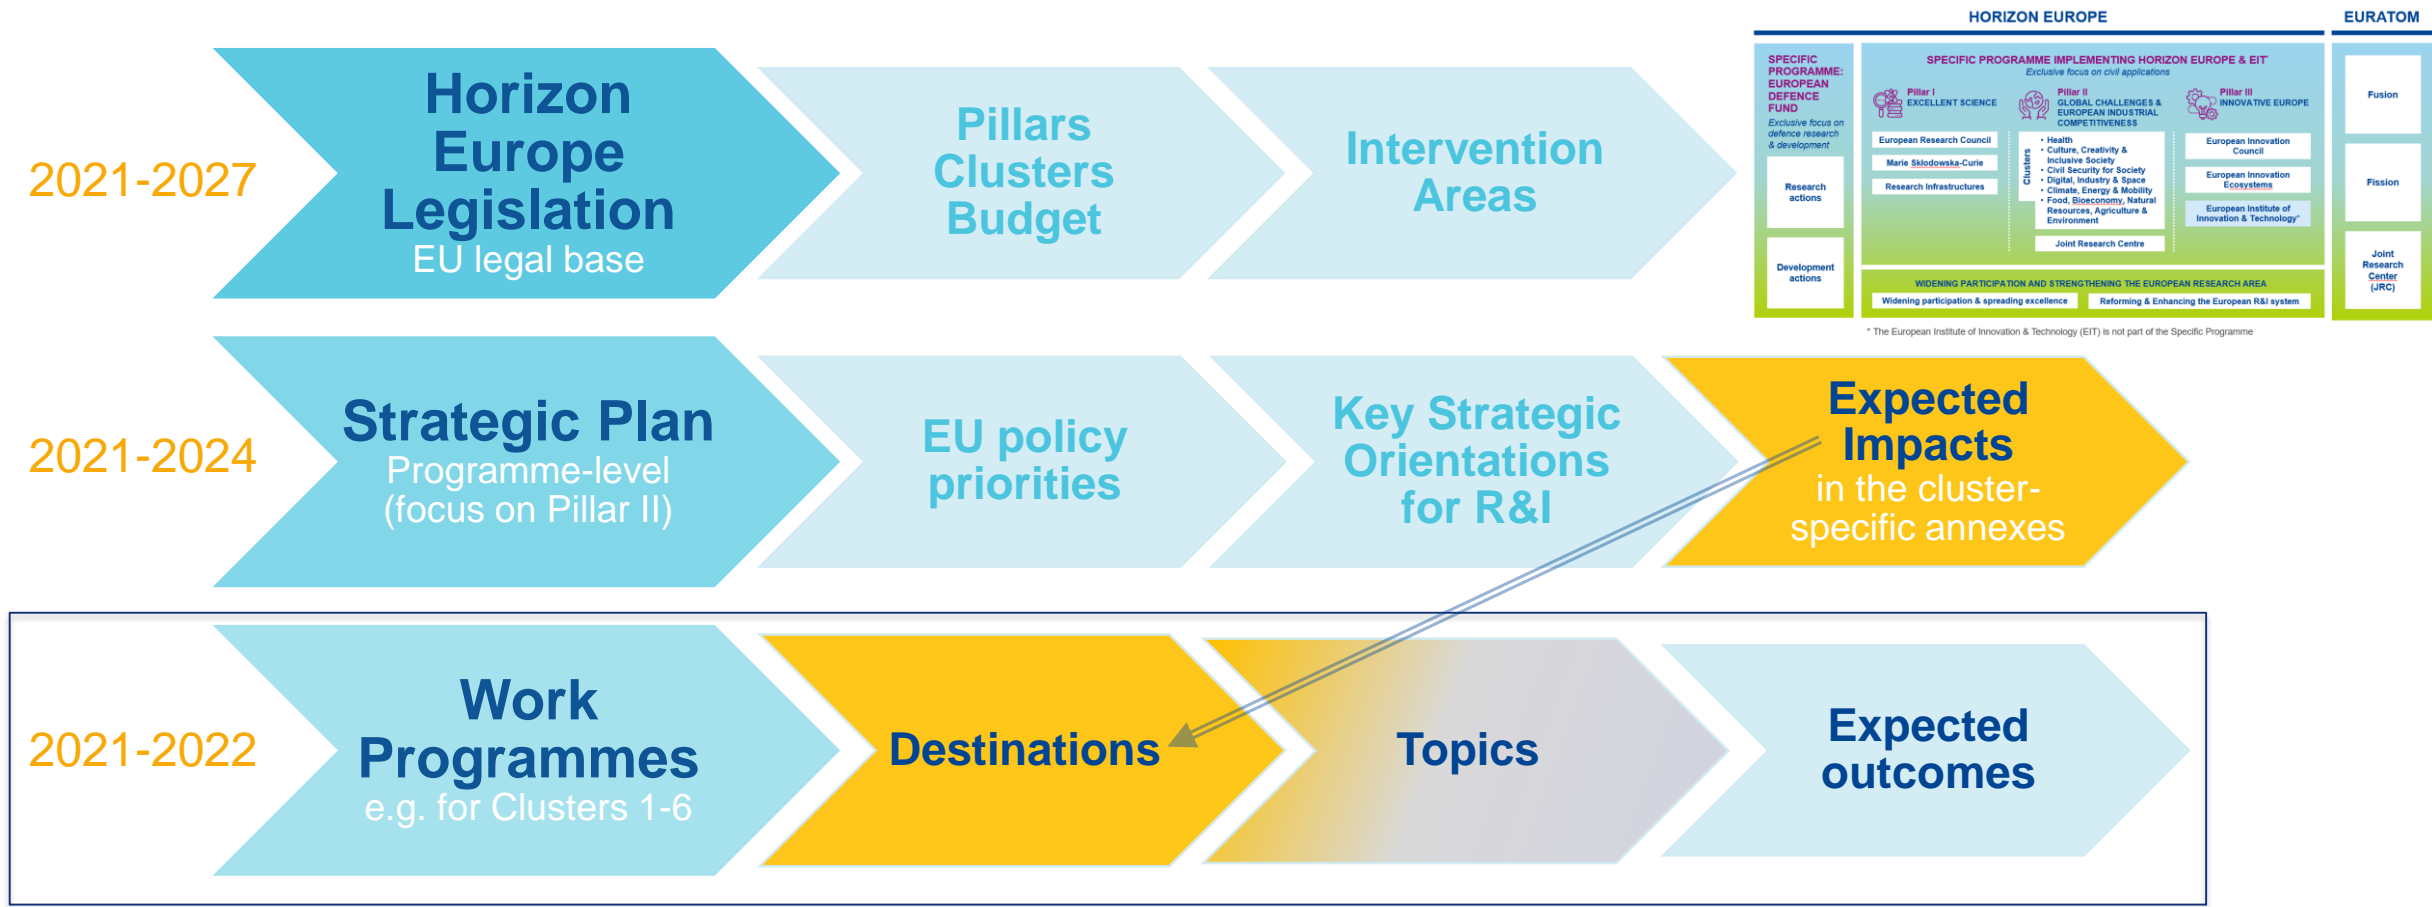 2021-2027
Horizon
Europe
Legislation
EU legal base
Pillars
Clusters
Budget
Intervention
Areas
HORIZON EUROPE
EURATOM
SPECIFIC
PROGRAMME:
EUROPEAN
DEFENCE
FUND
Exclusive focus on
defence research
& development
Research
actions
Development
actions
SPECIFIC PROGRAMME IMPLEMENTING HORIZON EUROPE & EIT*
Exclusive focus on civil applications
Pillar I
EXCELLENT SCIENCE
European Research Council
Marie Skłodowska-Curie
Research Infrastructures
Pillar II
GLOBAL CHALLENGES &
EUROPEAN INDUSTRIAL
COMPETITIVENESS
Clusters
• Health
• Culture, Creativity &
Inclusive Society
• Civil Security for Society
• Digital, Industry & Space
• Climate, Energy & Mobility
• Food, Bioeconomy, Natural
Resources, Agriculture &
Environment
Joint Research Centre
Pillar III
INNOVATIVE EUROPE
European Innovation
Council
European Innovation
Ecosystems
European Institute of
Innovation & Technology*
WIDENING PARTICIPATION AND STRENGTHENING THE EUROPEAN RESEARCH AREA
Widening participation & spreading excellence
Reforming & Enhancing the European R&I system
Fusion
Fission
Joint
Research
Center
(JRC)
* The European Institute of Innovation & Technology (EIT) is not part of the Specific Programme
2021-2024
Strategic Plan
Programme-level
(focus on Pillar II)
EU policy
priorities
Key Strategic
Orientations
for R&I
Expected
Impacts
in the cluster-
specific annexes
2021-2022
Work
Programmes
e.g. for Clusters 1-6
Destinations
Topics
Expected
outcomes